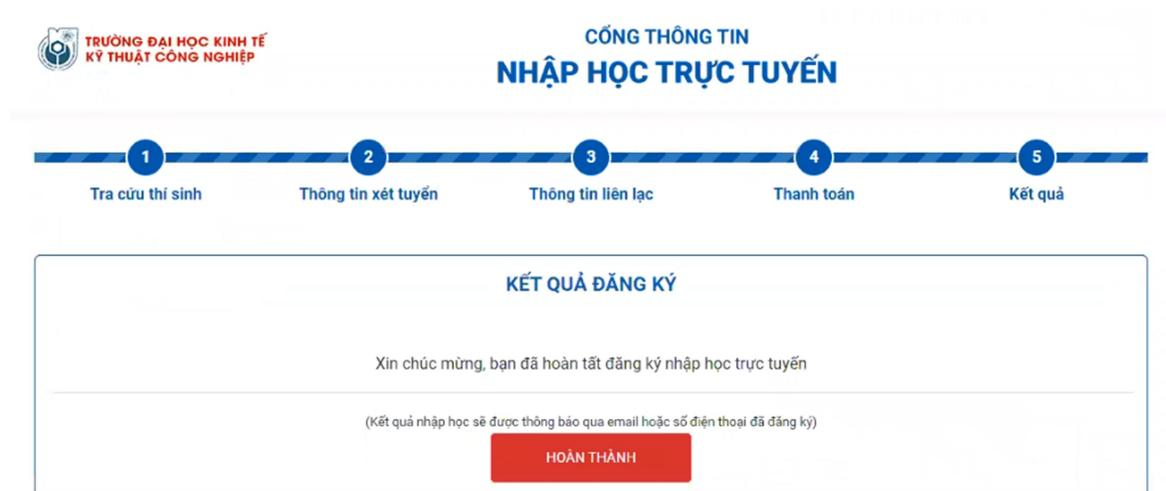 TRƯỜNG ĐẠI HỌC KINH TẾ
KỸ THUẬT CÔNG NGHIỆP
CỔNG THÔNG TIN
NHẬP HỌC TRỰC TUYẾN
1
2
3
4
5
Tra cứu thí sinh
Thông tin xét tuyển
Thông tin liên lạc
Thanh toán
Kết quả
KẾT QUẢ ĐĂNG KÝ
Xin chúc mừng, bạn đã hoàn tất đăng ký nhập học trực tuyến
(Kết quả nhập học sẽ được thông báo qua email hoặc số điện thoại đã đăng ký)
HOÀN THÀNH